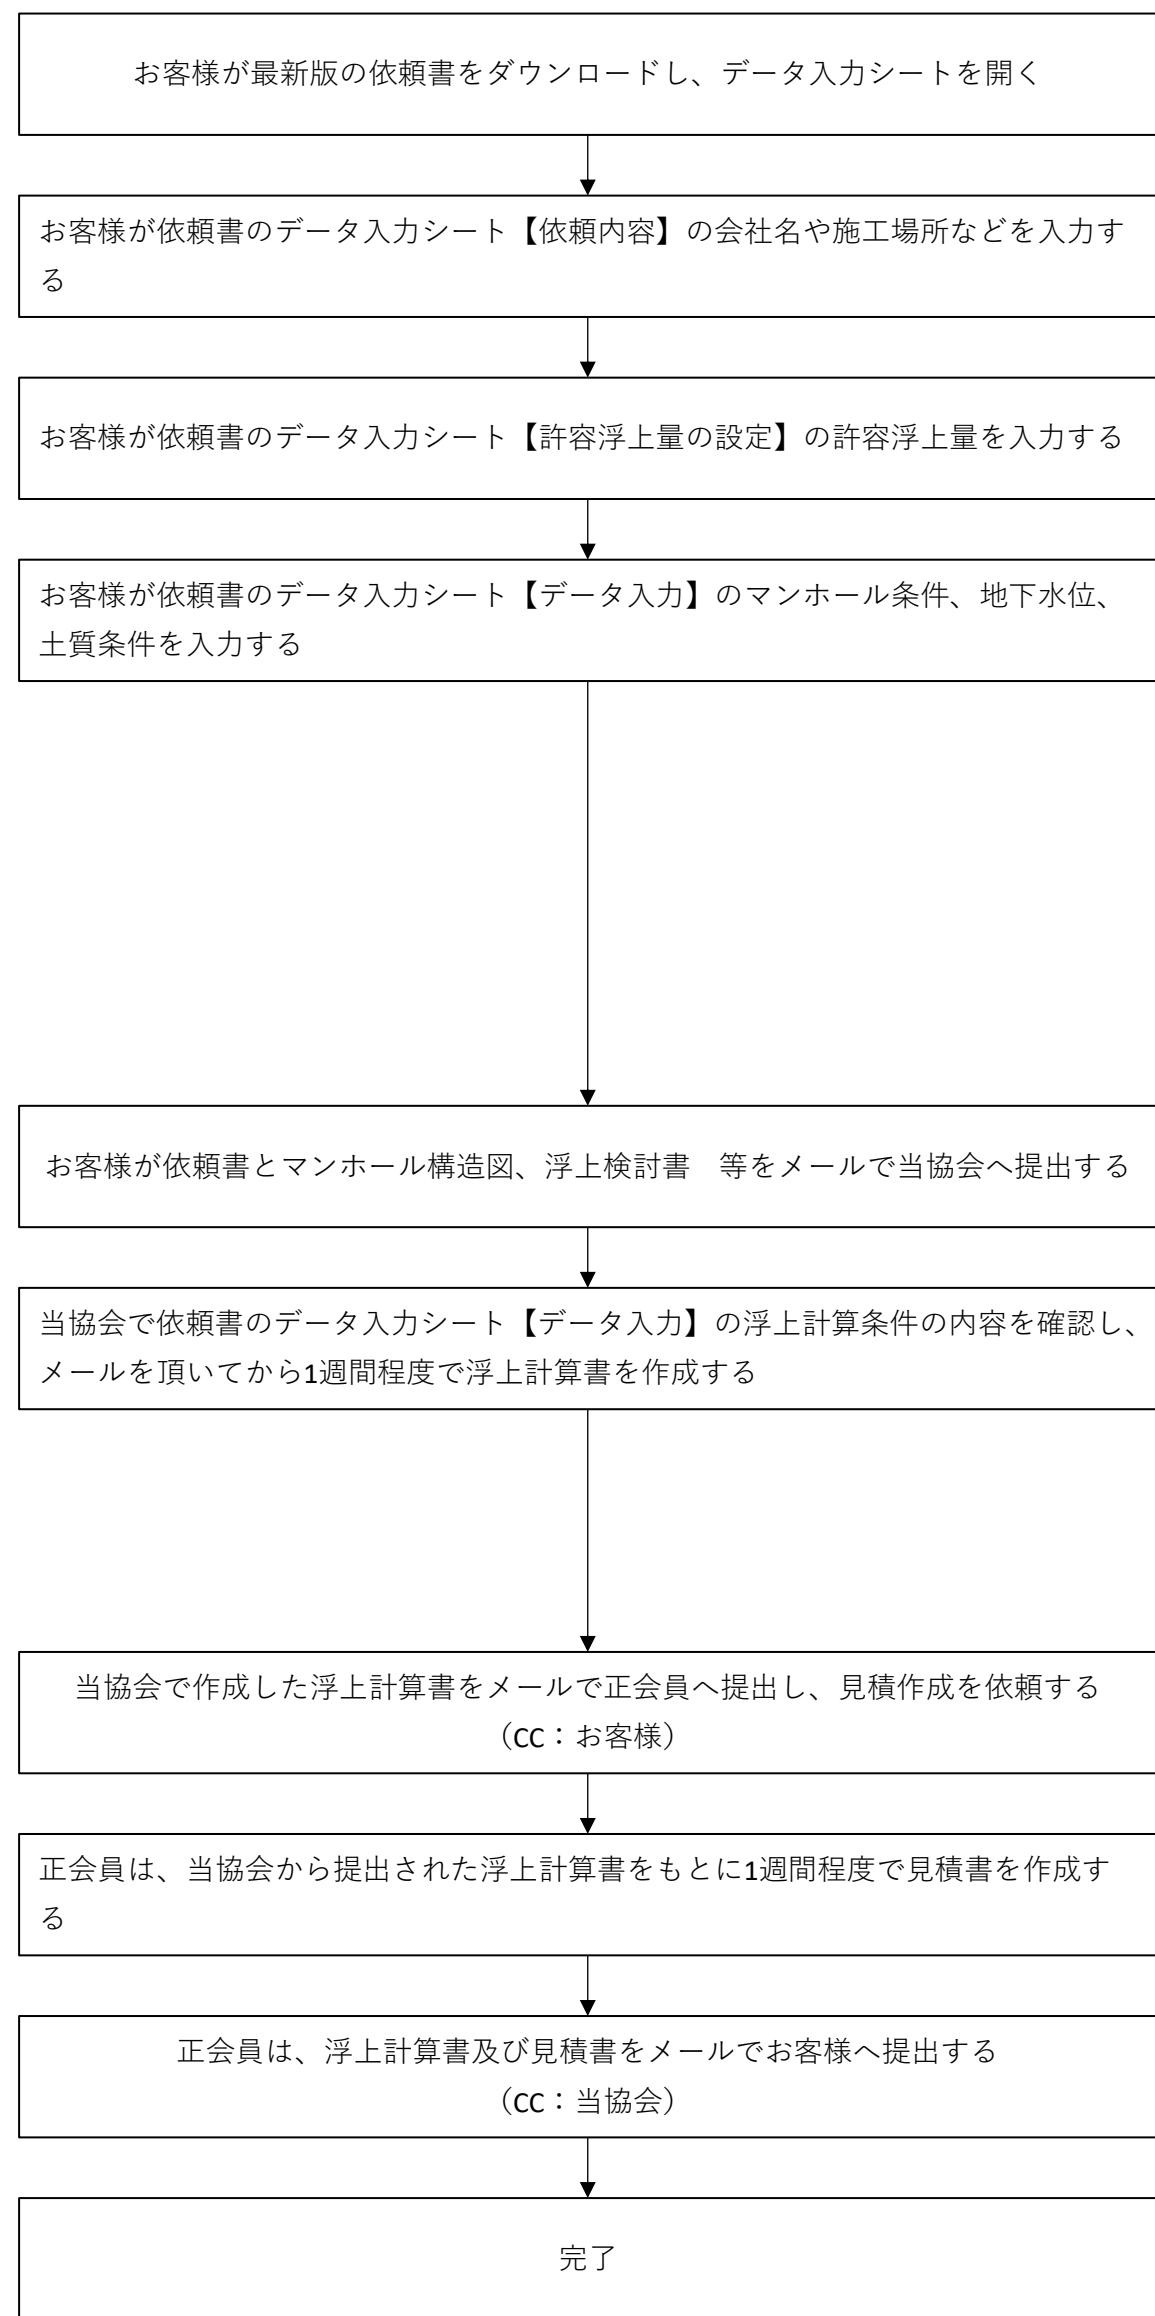 お客様が最新版の依頼書をダウンロードし、データ入力シートを開く
お客様が依頼書のデータ入力シート【依頼内容】の会社名や施工場所などを入力す
る
お客様が依頼書のデータ入力シート【許容浮上量の設定】の許容浮上量を入力する
お客様が依頼書のデータ入力シート【データ入力】のマンホール条件、地下水位、
土質条件を入力する
お客様が依頼書とマンホール構造図、浮上検討書　等をメールで当協会へ提出する
当協会で依頼書のデータ入力シート【データ入力】の浮上計算条件の内容を確認し、
メールを頂いてから1週間程度で浮上計算書を作成する
当協会で作成した浮上計算書をメールで正会員へ提出し、見積作成を依頼する
（CC：お客様）
正会員は、当協会から提出された浮上計算書をもとに1週間程度で見積書を作成す
る
正会員は、浮上計算書及び見積書をメールでお客様へ提出する
（CC：当協会）
完了